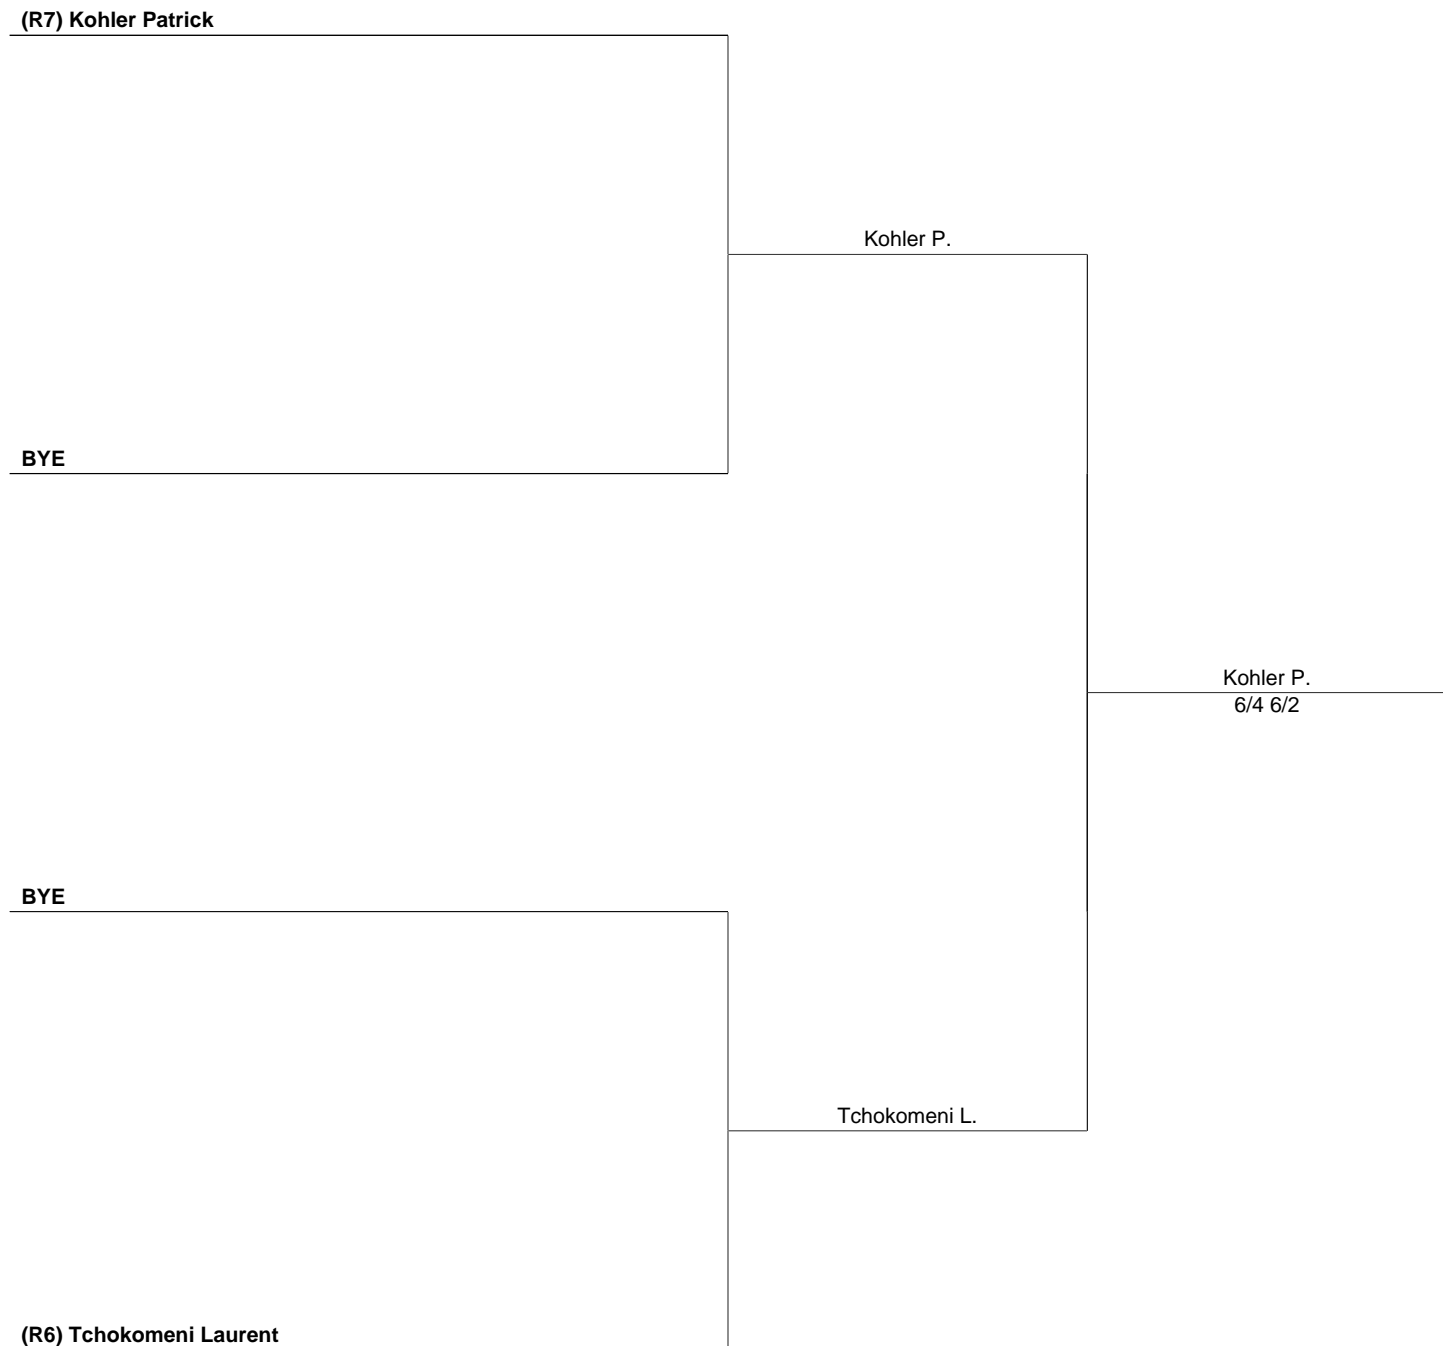 (R7) Kohler Patrick
Kohler P.
BYE
Kohler P.
6/4 6/2
BYE
Tchokomeni L.
(R6) Tchokomeni Laurent